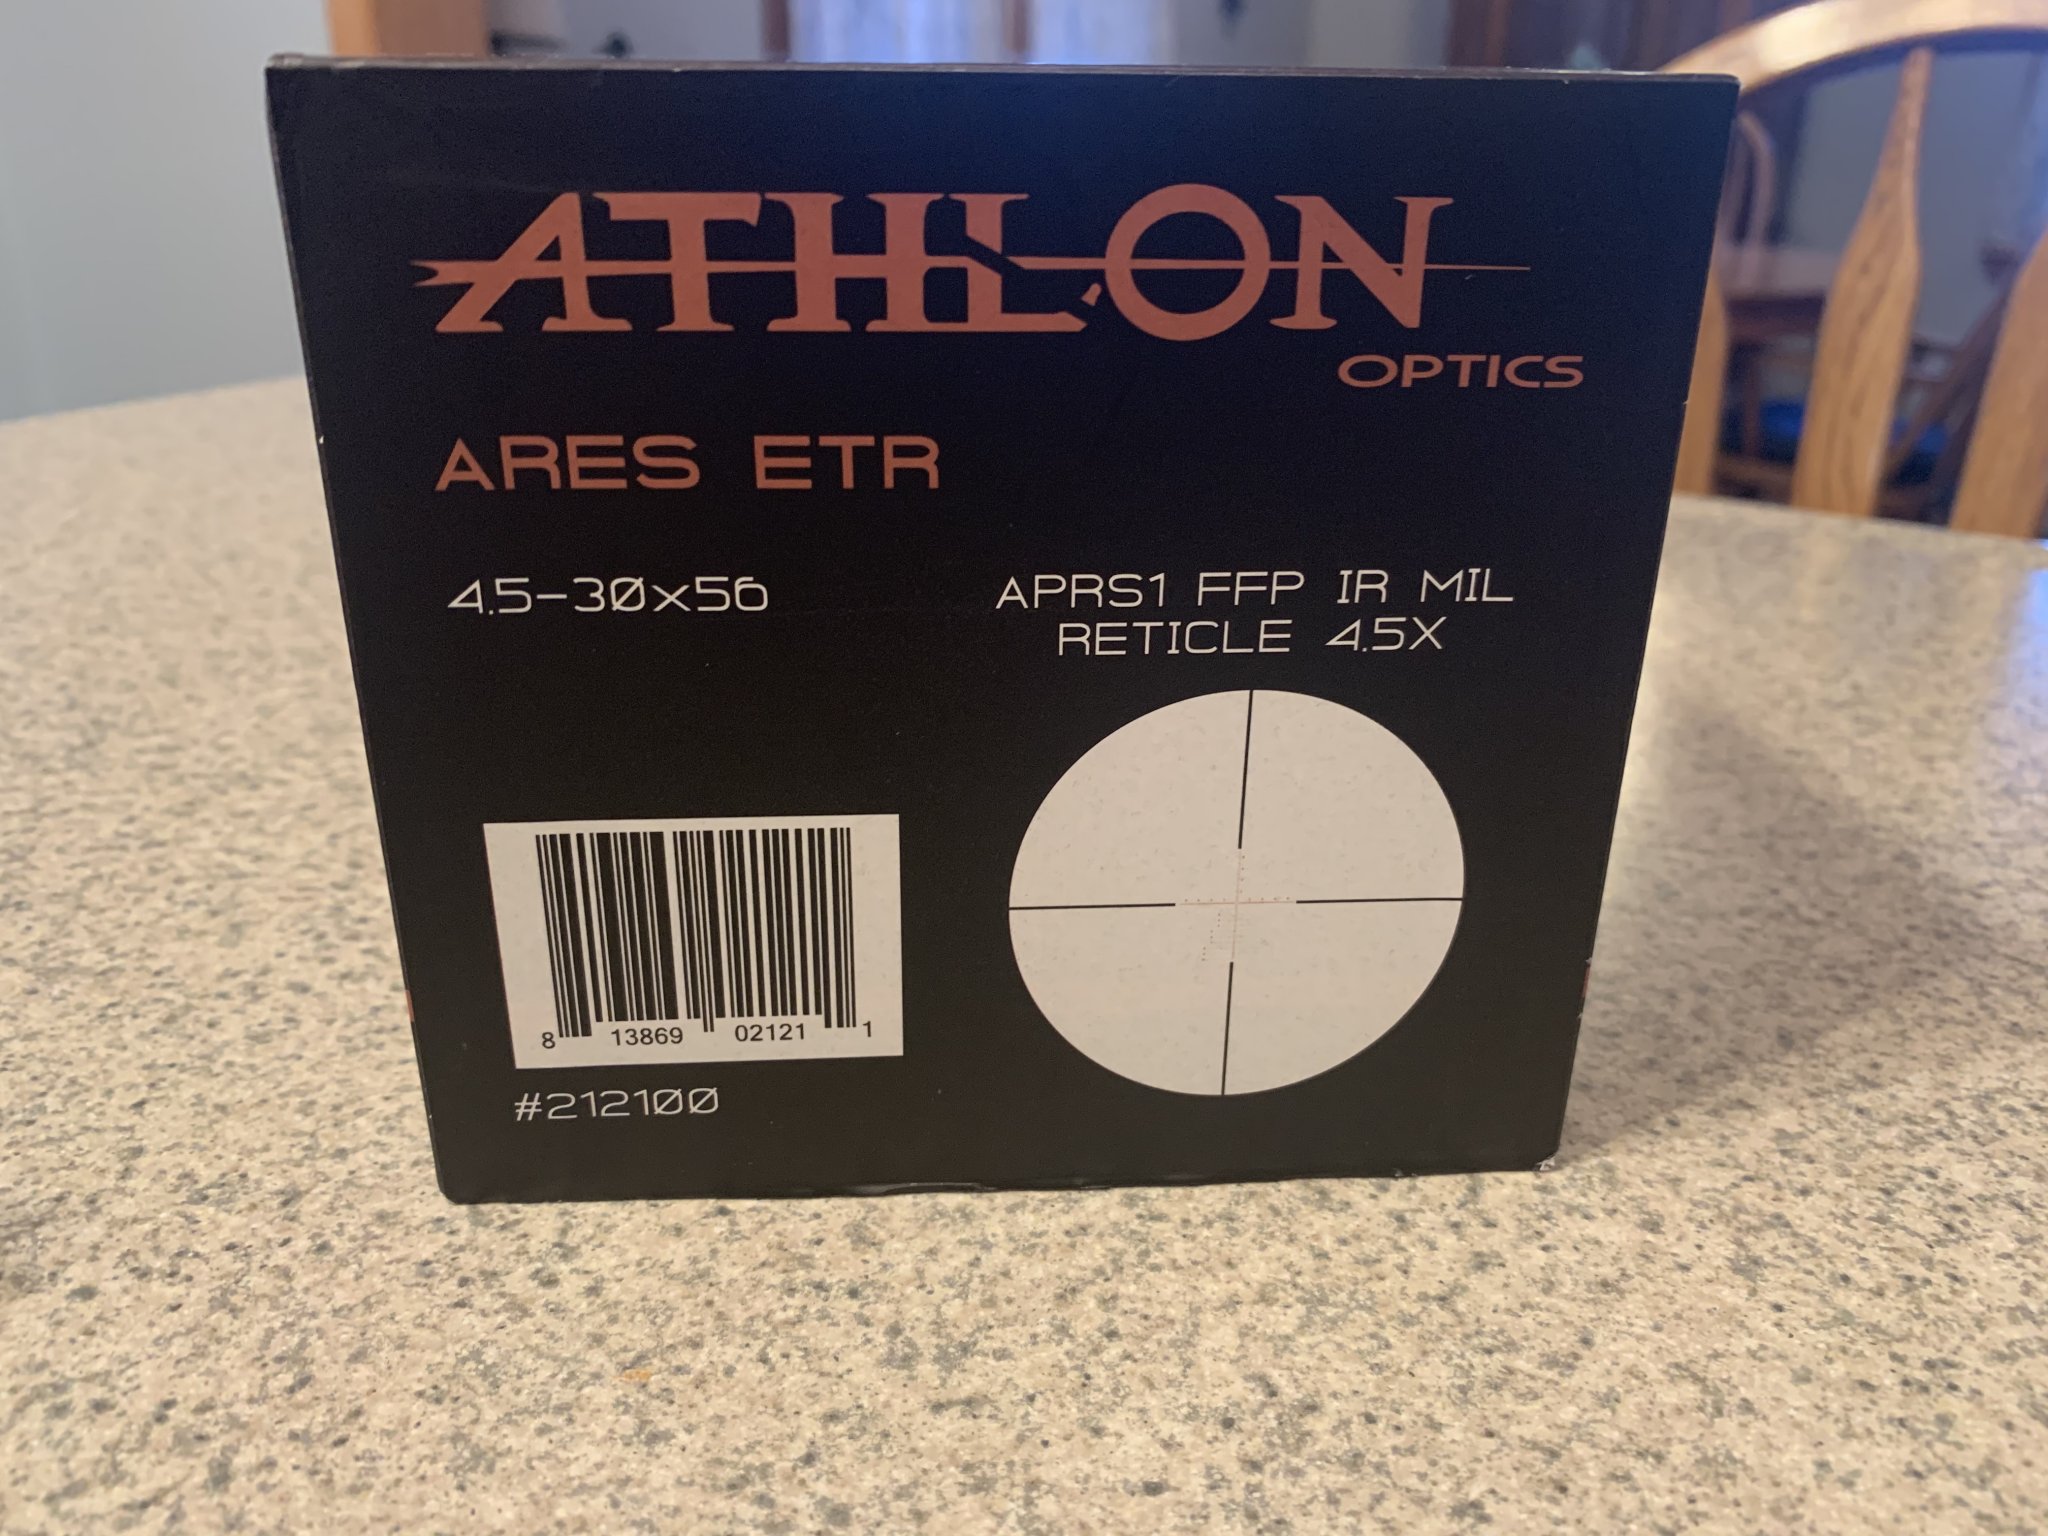 ATHLON
OPTICS
ARES ETR
4.5-30x56
APRS1 FFP IR MIL
RETICLE 4.5X
8 13869 02121 1
#212100